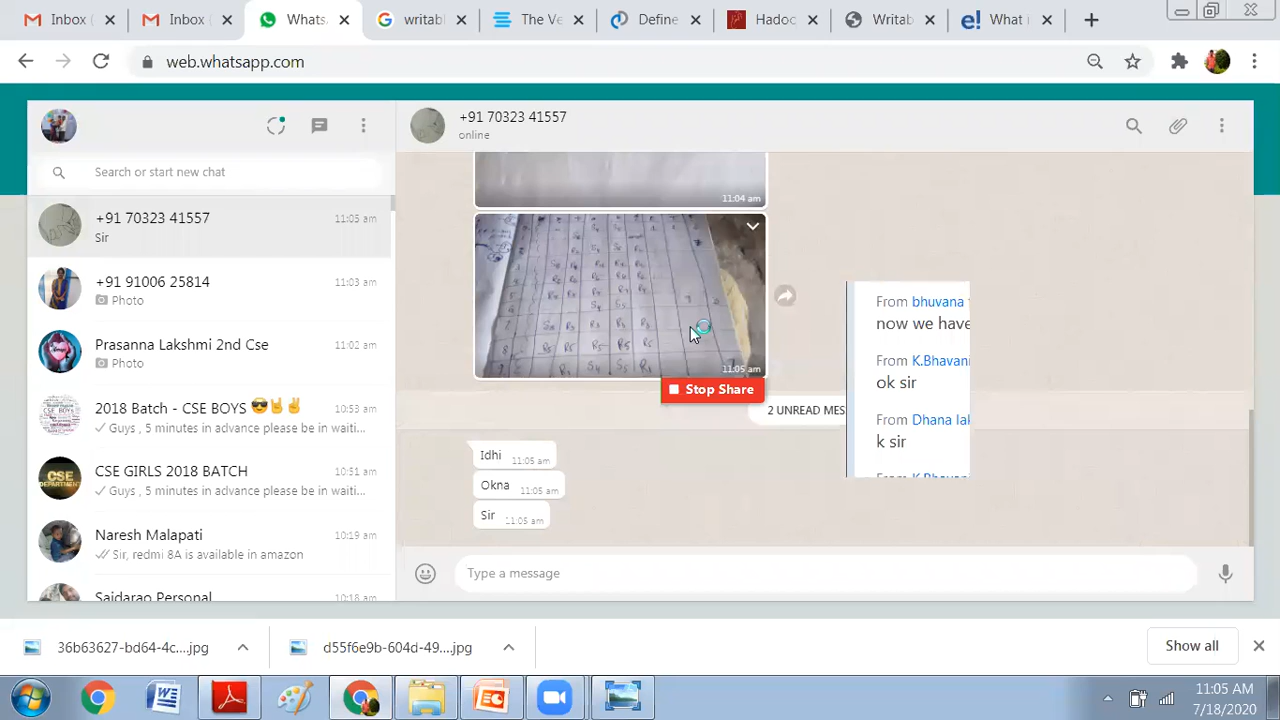 Inbox (
Inbox (
Whats
writabl
The Ve
Define
Hadoc
Writab
e! What
web.whatsapp.com
Search or start new chat
+91 70323 41557
11:05 am
Sir
+91 91006 25814
11:03 am
Photo
Prasanna Lakshmi 2nd Cse
11:02 am
Photo
2018 Batch - CSE BOYS 😎🤘✌
10:53 am
Guys , 5 minutes in advance please be in waiti...
CSE
CSE GIRLS 2018 BATCH
10:51 am
Guys , 5 minutes in advance please be in waiti...
Naresh Malapati
10:19 am
Sir, redmi 8A is available in amazon
Saidarao Personal
10:18 am
+91 70323 41557
online
11:04 am
11:05 am
Stop Share
2 UNREAD MES
Idhi
11:05 am
Okna
11:05 am
Sir
11:05 am
Type a message
From bhuvana
now we have
From K.Bhavan
ok sir
From Dhana lak
k sir
From K.Bhavan
36b63627-bd64-4c....jpg
d55f6e9b-604d-49....jpg
Show all
11:05 AM
7/18/2020